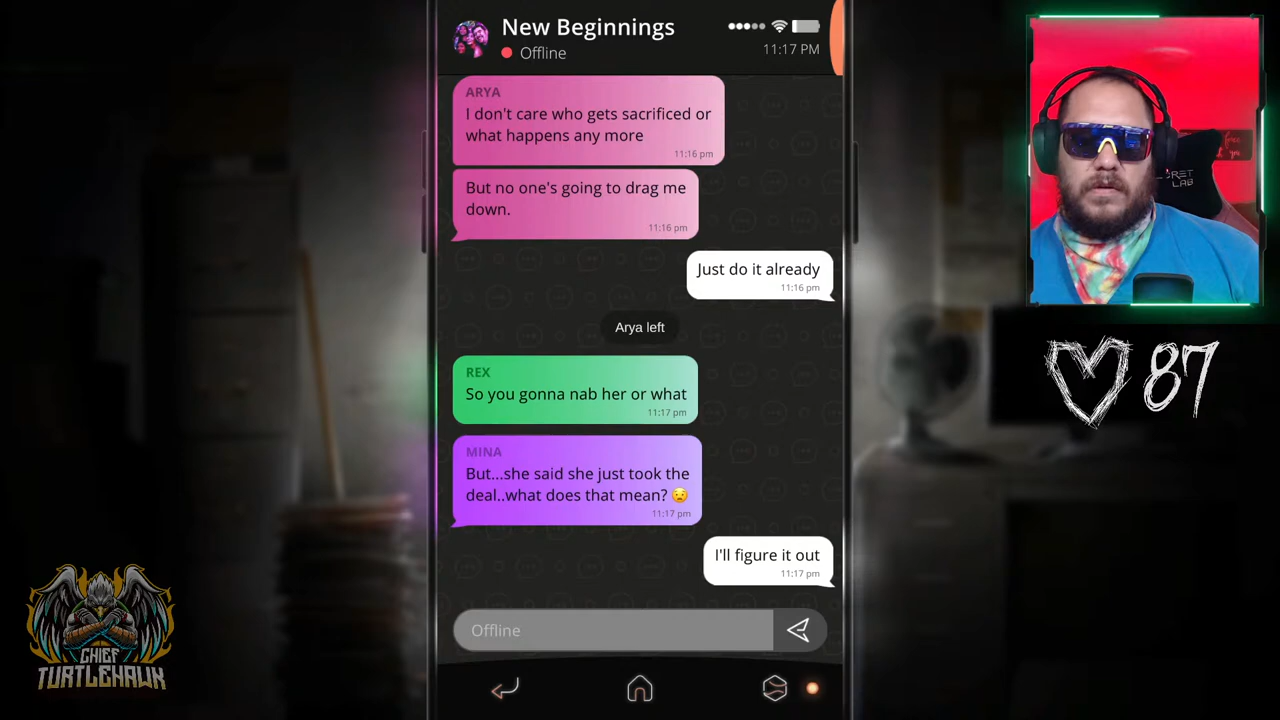 New Beginnings
Offline
11:17 PM
ARYA
I don't care who gets sacrificed or
what happens any more
11:16 pm
But no one's going to drag me
down.
11:16 pm
Just do it already
11:16 pm
Arya left
REX
So you gonna nab her or what
11:17 pm
MINA
But...she said she just took the
deal..what does that mean? 😟
11:17 pm
I'll figure it out
11:17 pm
Offline
87
CHIEF
TURTLEHAWK